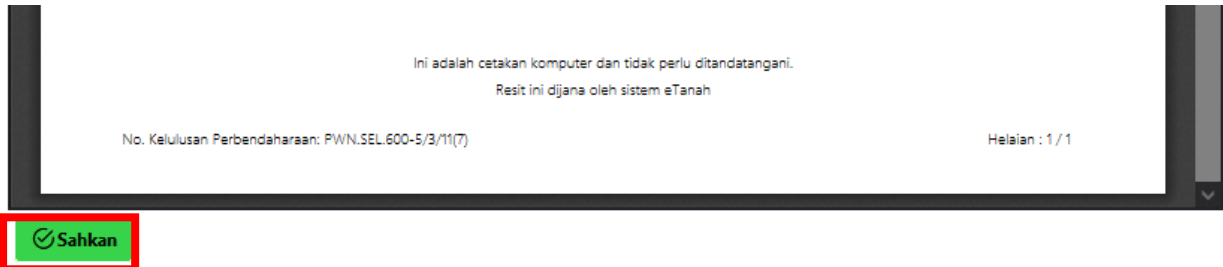 Ini adalah cetakan komputer dan tidak perlu ditandatangani.
Resit ini dijana oleh sistem eTanah
No. Kelulusan Perbendaharaan: PWN.SEL.600-5/3/11(7) Helaian : 1 / 1
Sahkan